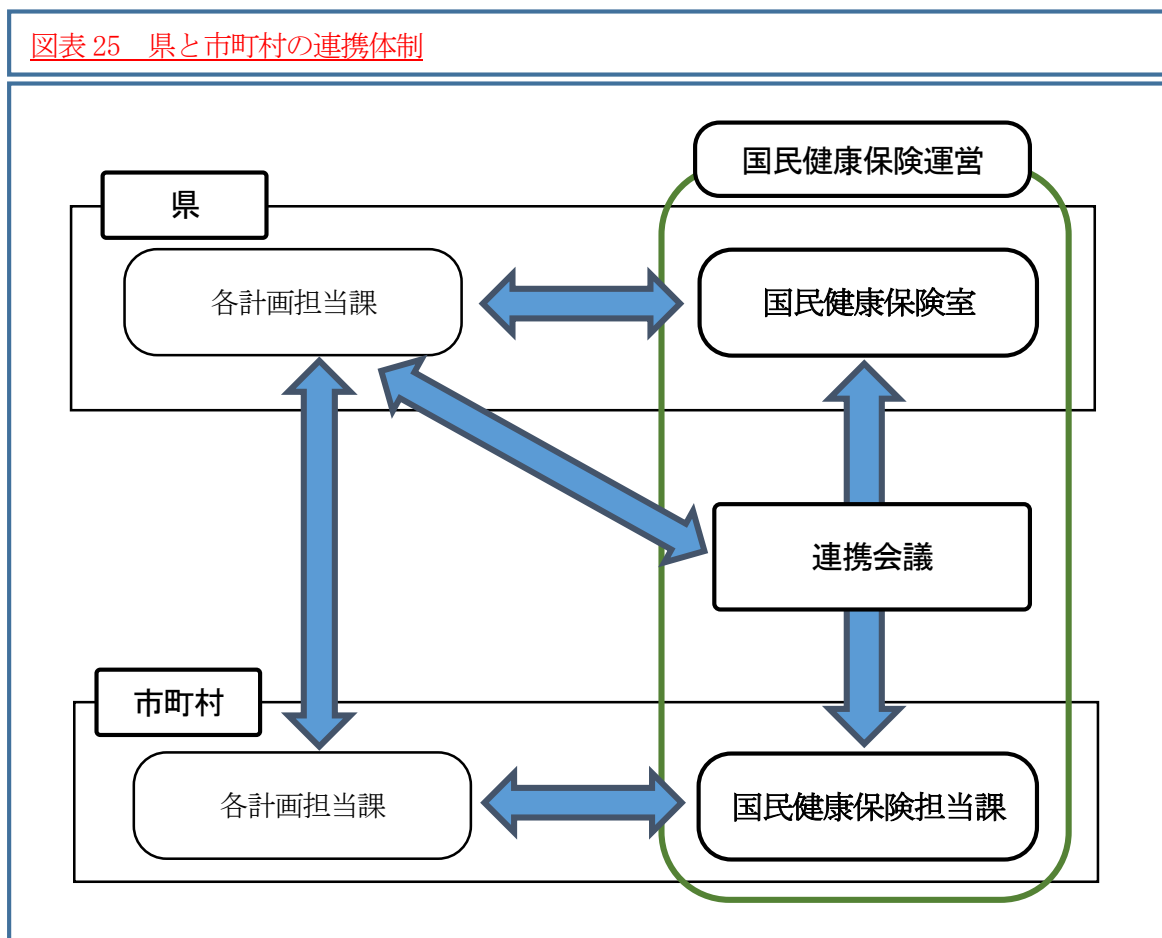 図表 25　県と市町村の連携体制
国民健康保険運営
県
各計画担当課
国民健康保険室
連携会議
市町村
各計画担当課
国民健康保険担当課